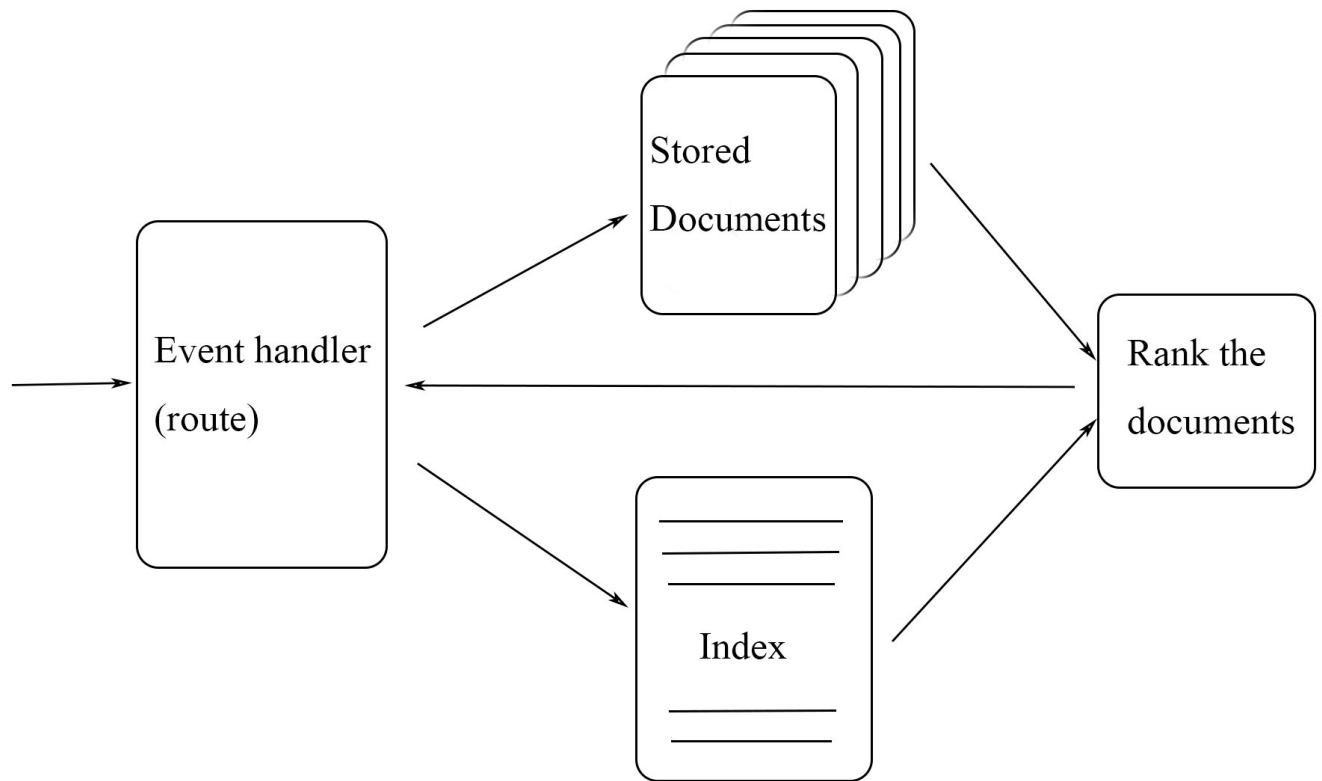 Stored
Documents
Event handler
(route)
Rank the
documents
Index